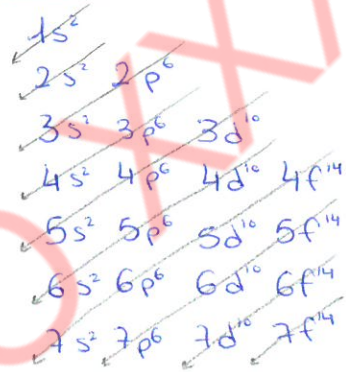 1s²
2s² 2p⁶
3s² 3p⁶ 3d¹⁰
4s² 4p⁶ 4d¹⁰ 4f¹⁴
5s² 5p⁶ 5d¹⁰ 5f¹⁴
6s² 6p⁶ 6d¹⁰ 6f¹⁴
7s² 7p⁶ 7d¹⁰ 7f¹⁴